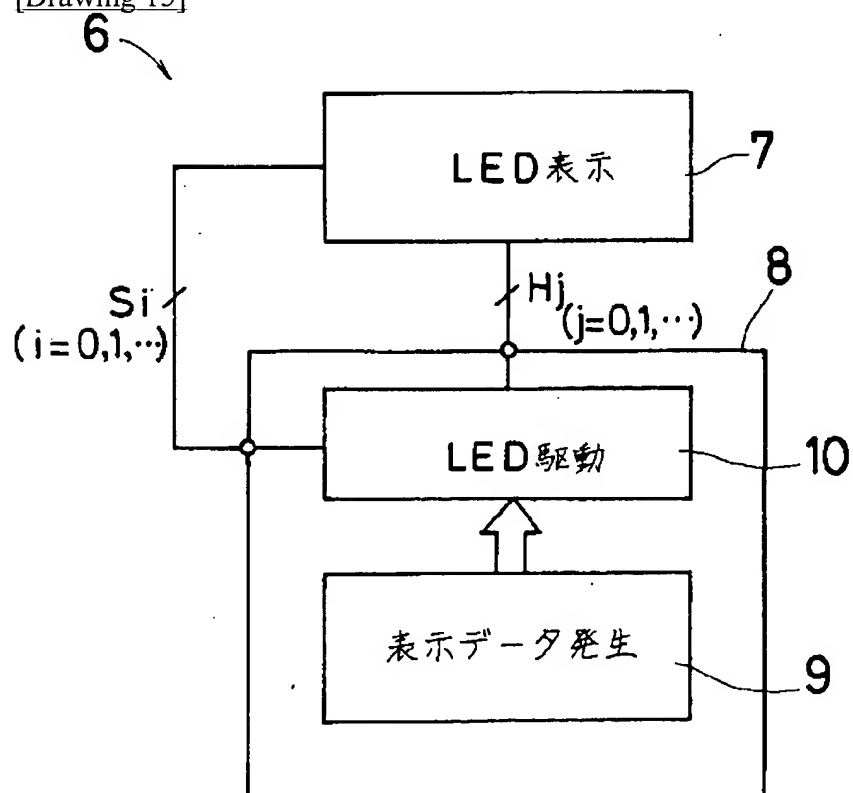 [Drawing 15]
6
LED表示
7
Si
(i=0,1,…)
Hj
(j=0,1,…)
8
LED駆動
10
表示データ発生
9